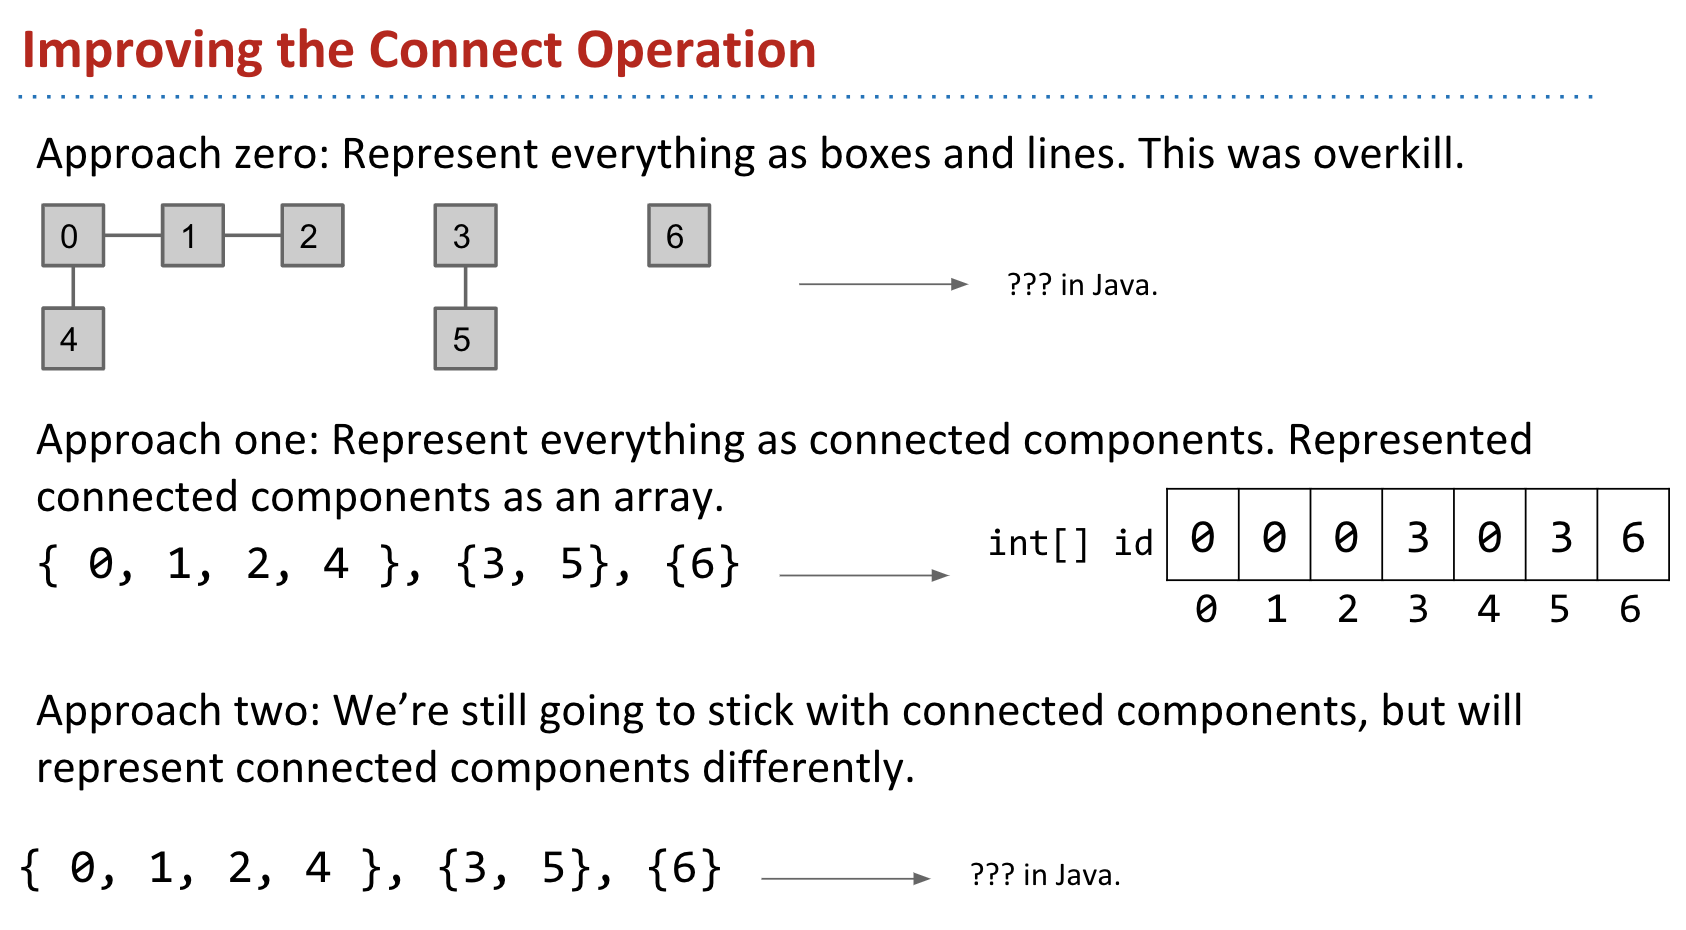 Improving the Connect Operation
Approach zero: Represent everything as boxes and lines. This was overkill.
0 1 2 3 6
??? in Java.
4 5
Approach one: Represent everything as connected components. Represented
connected components as an array.
{ 0, 1, 2, 4 }, {3, 5}, {6}
int[] id 0 0 0 3 0 3 6
0 1 2 3 4 5 6
Approach two: We’re still going to stick with connected components, but will
represent connected components differently.
{ 0, 1, 2, 4 }, {3, 5}, {6}
??? in Java.